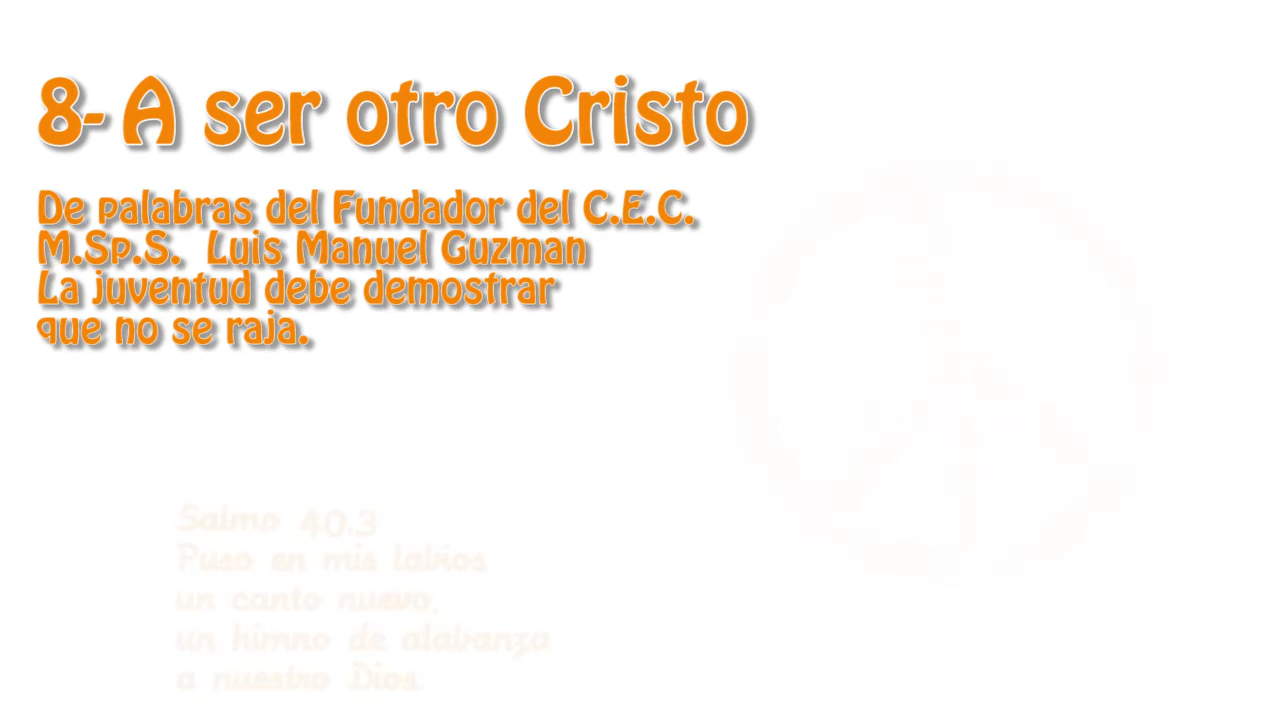 8- A ser otro Cristo
De palabras del Fundador del C.E.C.
M.Sp.S. Luis Manuel Guzman
La juventud debe demostrar
que no se raja.
Salmo 40.3
Puso en mis labios
un canto nuevo,
un himno de alabanza
a nuestro Dios.